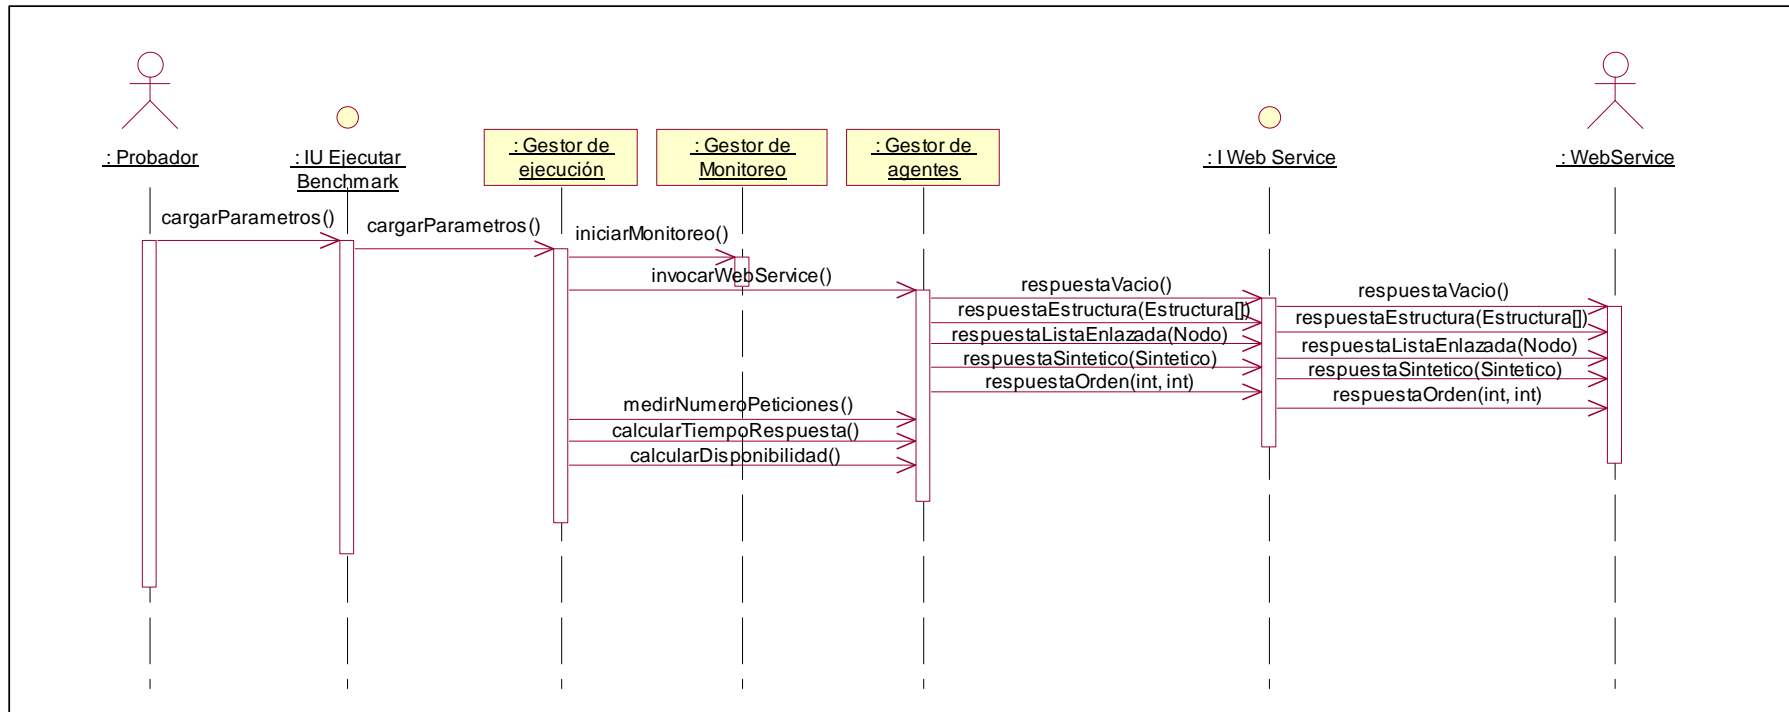 : Probador
: IU Ejecutar
Benchmark
: Gestor de
ejecución
: Gestor de
Monitoreo
: Gestor de
agentes
: I Web Service
: WebService
cargarParametros()
cargarParametros()
iniciarMonitoreo()
invocarWebService()
respuestaVacio()
respuestaVacio()
respuestaEstructura(Estructura[])
respuestaEstructura(Estructura[])
respuestaListaEnlazada(Nodo)
respuestaListaEnlazada(Nodo)
respuestaSintetico(Sintetico)
respuestaSintetico(Sintetico)
respuestaOrden(int, int)
respuestaOrden(int, int)
medirNumeroPeticiones()
calcularTiempoRespuesta()
calcularDisponibilidad()